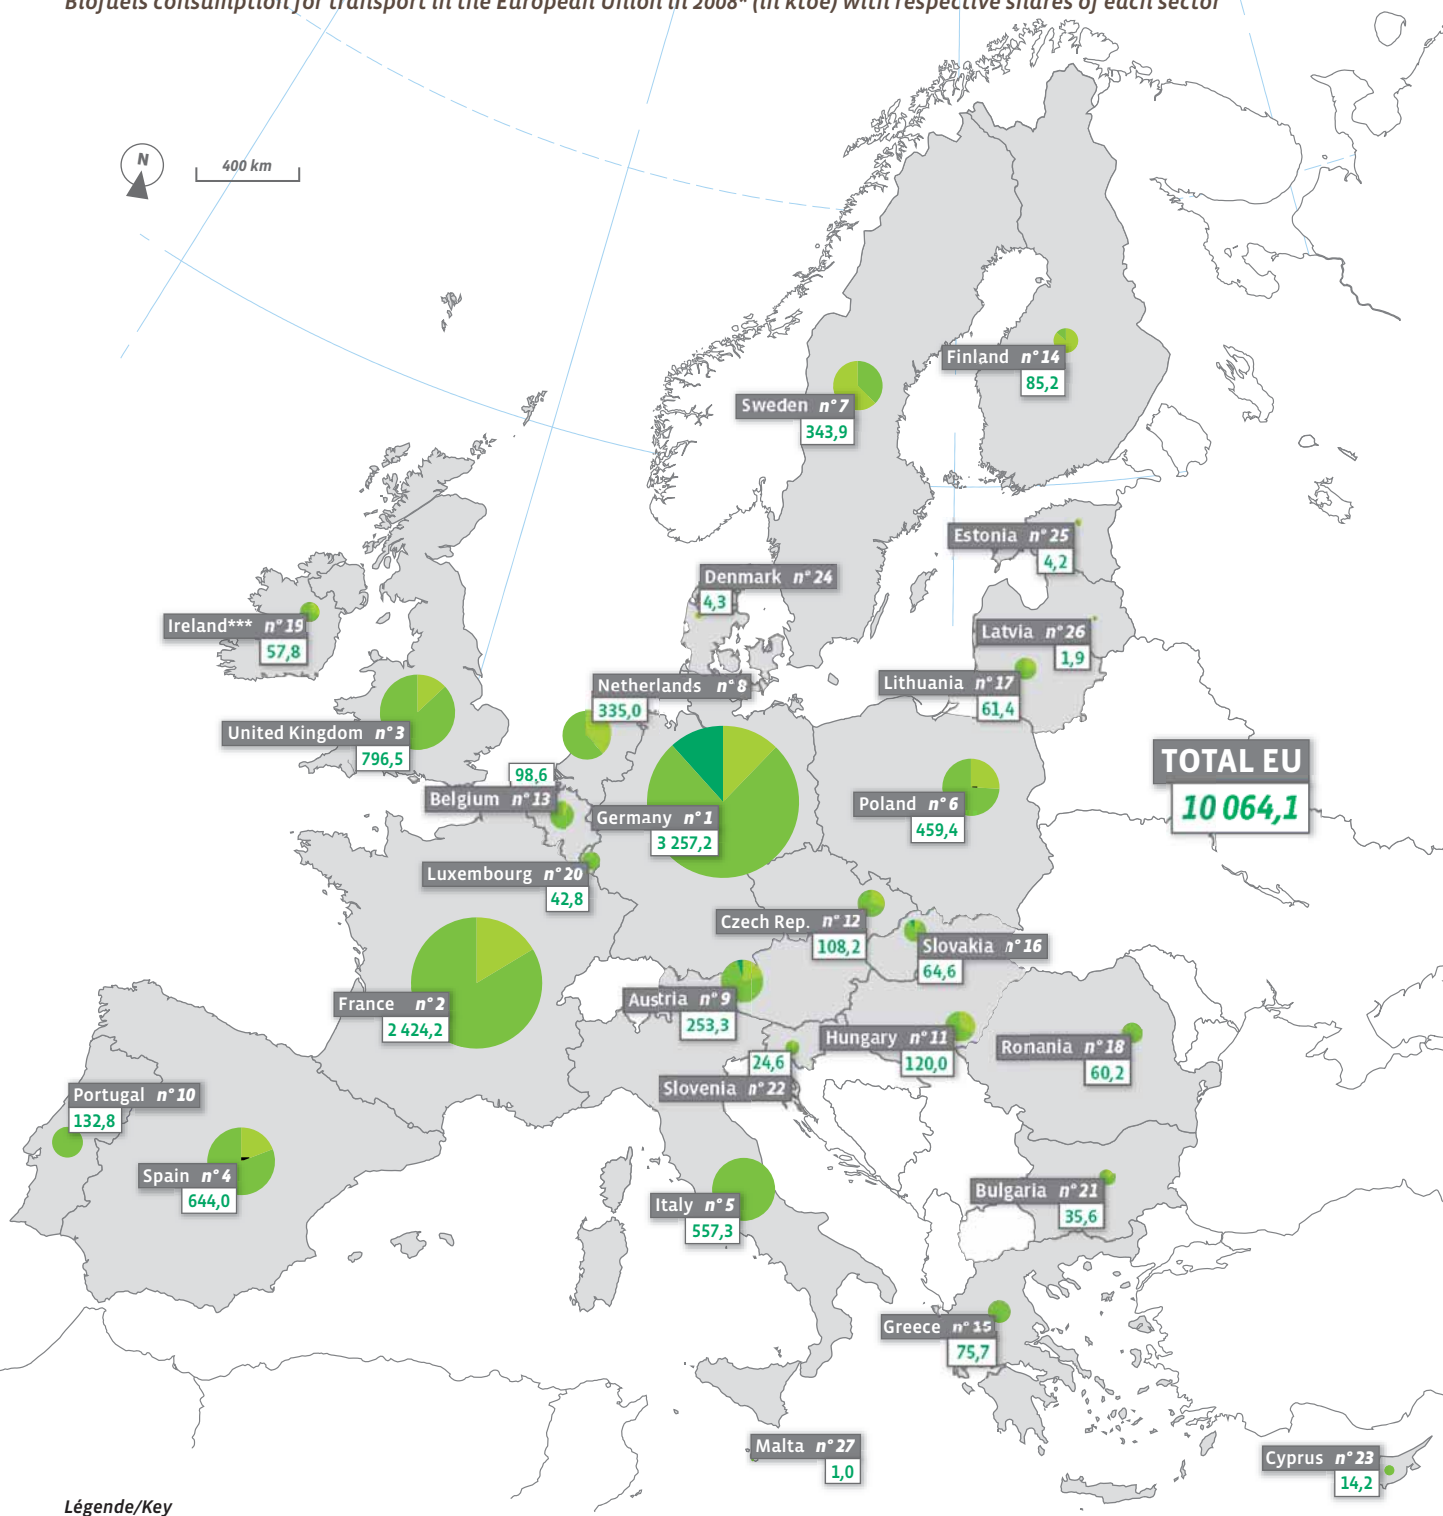 Biofuels consumption for transport in the European Union in 2008* (in ktoe) with respective shares of each sector
N
400 km
Finland n° 14
85,2
Sweden n° 7
343,9
Estonia n° 25
4,2
Denmark n° 24
4,3
Ireland*** n° 19
57,8
Latvia n° 26
1,9
Lithuania n° 17
61,4
Netherlands n° 8
335,0
United Kingdom n° 3
796,5
TOTAL EU
10 064,1
98,6
Belgium n° 13
Germany n° 1
3 257,2
Poland n° 6
459,4
Luxembourg n° 20
42,8
Czech Rep. n° 12
108,2
Slovakia n° 16
64,6
France n° 2
2 424,2
Austria n° 9
253,3
Hungary n° 11
120,0
Romania n° 18
60,2
24,6
Slovenia n° 22
Portugal n° 10
132,8
Spain n° 4
644,0
Italy n° 5
557,3
Bulgaria n° 21
35,6
Greece n° 15
75,7
Malta n° 27
1,0
Cyprus n° 23
14,2
Légende/Key